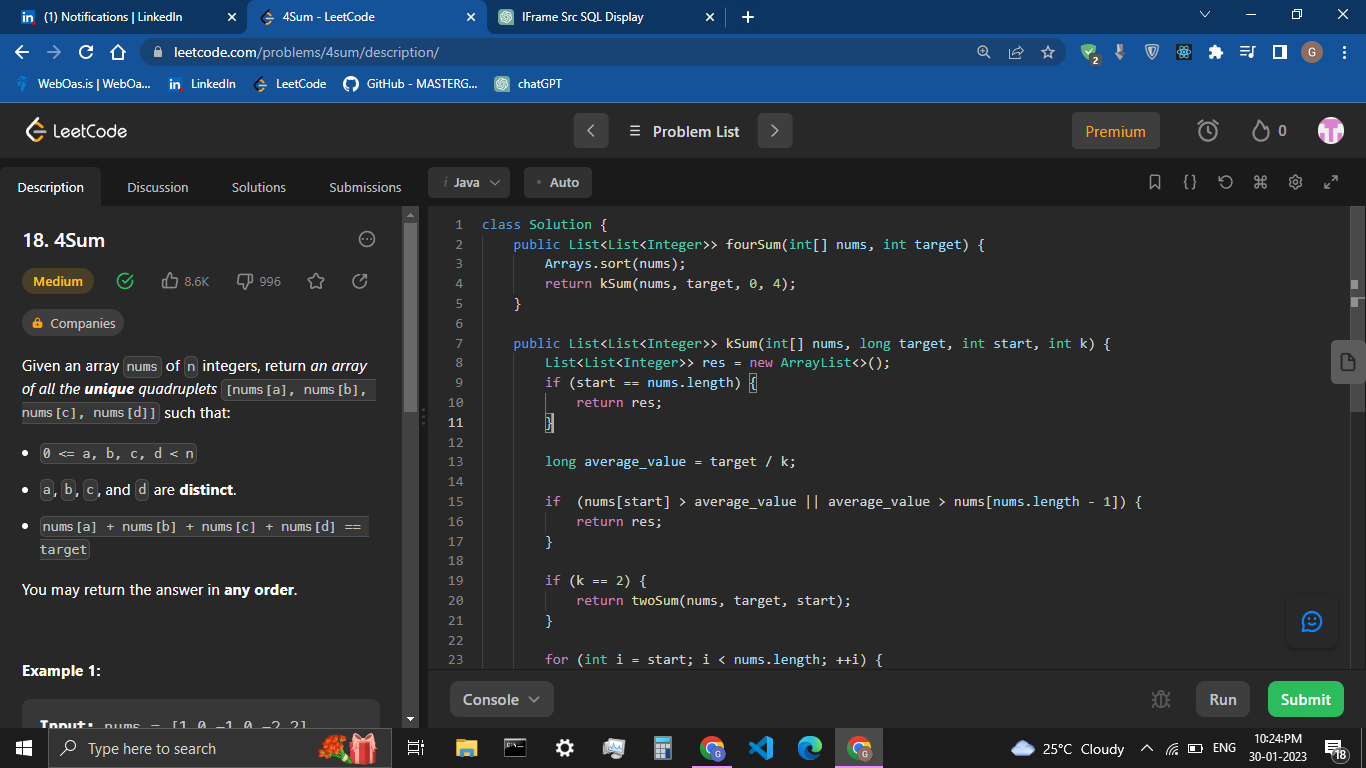 (1) Notifications | LinkedIn
4Sum - LeetCode
IFrame Src SQL Display
leetcode.com/problems/4sum/description/
2
G
WebOas.is | WebOa...
LinkedIn
LeetCode
GitHub - MASTERG...
chatGPT
LeetCode
Problem List
Premium
0
Description
Discussion
Solutions
Submissions
i Java
• Auto
18. 4Sum
Medium
8.6K
996
Companies
Given an array nums of n integers, return an array
of all the unique quadruplets [nums[a], nums[b],
nums[c], nums[d]] such that:
• 0 <= a, b, c, d < n
• a, b, c, and d are distinct.
• nums[a] + nums[b] + nums[c] + nums[d] ==
target
You may return the answer in any order.
Example 1:
Input: nums = [1,0,-1,0,-2,2],
1 class Solution {
2 public List<List<Integer>> fourSum(int[] nums, int target) {
3 Arrays.sort(nums);
4 return kSum(nums, target, 0, 4);
5 }
6
7 public List<List<Integer>> kSum(int[] nums, long target, int start, int k) {
8 List<List<Integer>> res = new ArrayList<>();
9 if (start == nums.length) {
10 return res;
11 }
12
13 long average_value = target / k;
14
15 if  (nums[start] > average_value || average_value > nums[nums.length - 1]) {
16 return res;
17 }
18
19 if (k == 2) {
20 return twoSum(nums, target, start);
21 }
22
23 for (int i = start; i < nums.length; ++i) {
Console
Run
Submit
Type here to search
G
G
25°C Cloudy
ENG
10:24:PM
30-01-2023
18